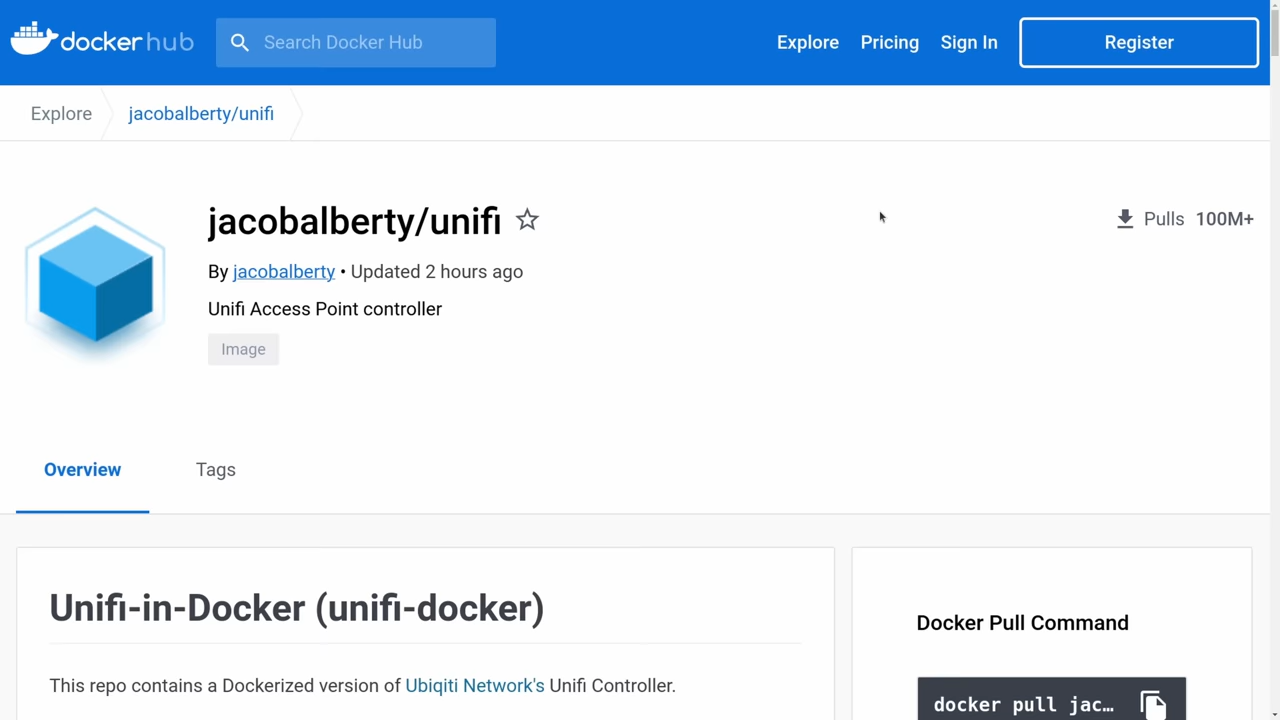 docker hub
Search Docker Hub
Explore
Pricing
Sign In
Register
Explore
jacobalberty/unifi
jacobalberty/unifi
Pulls 100M+
By jacobalberty • Updated 2 hours ago
Unifi Access Point controller
Image
Overview
Tags
Unifi-in-Docker (unifi-docker)
This repo contains a Dockerized version of Ubiqiti Network's Unifi Controller.
Docker Pull Command
docker pull jac…